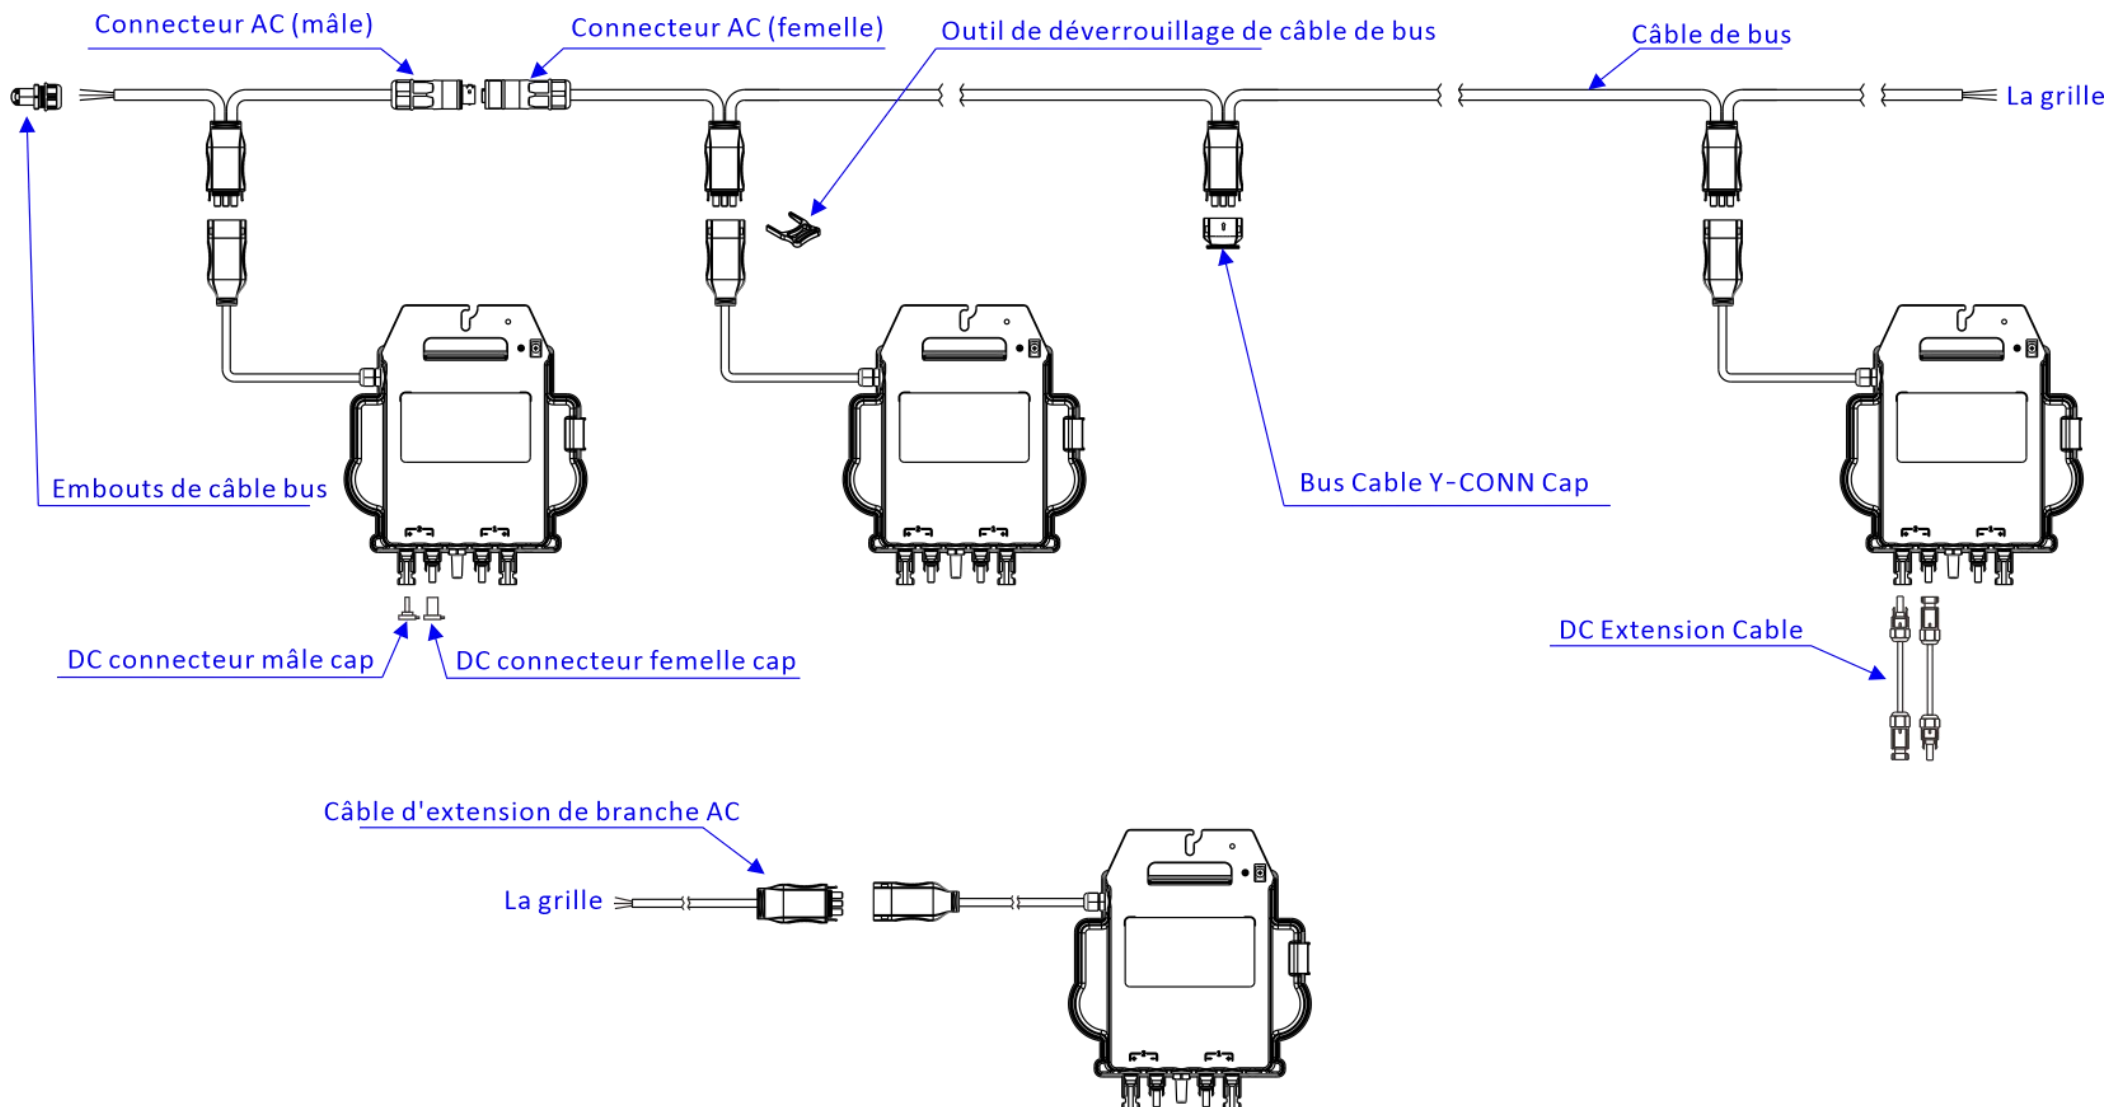 Connecteur AC (mâle)
Connecteur AC (femelle)
Outil de déverrouillage de câble de bus
Câble de bus
La grille
Embouts de câble bus
Bus Cable Y-CONN Cap
DC connecteur mâle cap
DC connecteur femelle cap
DC Extension Cable
Câble d'extension de branche AC
La grille